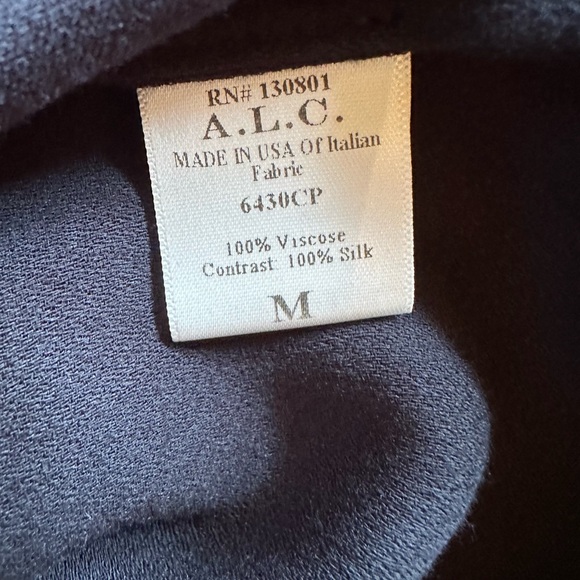 RN# 130801
A.L.C.
MADE IN USA Of Italian
Fabric
6430CP
100% Viscose
Contrast 100% Silk
M